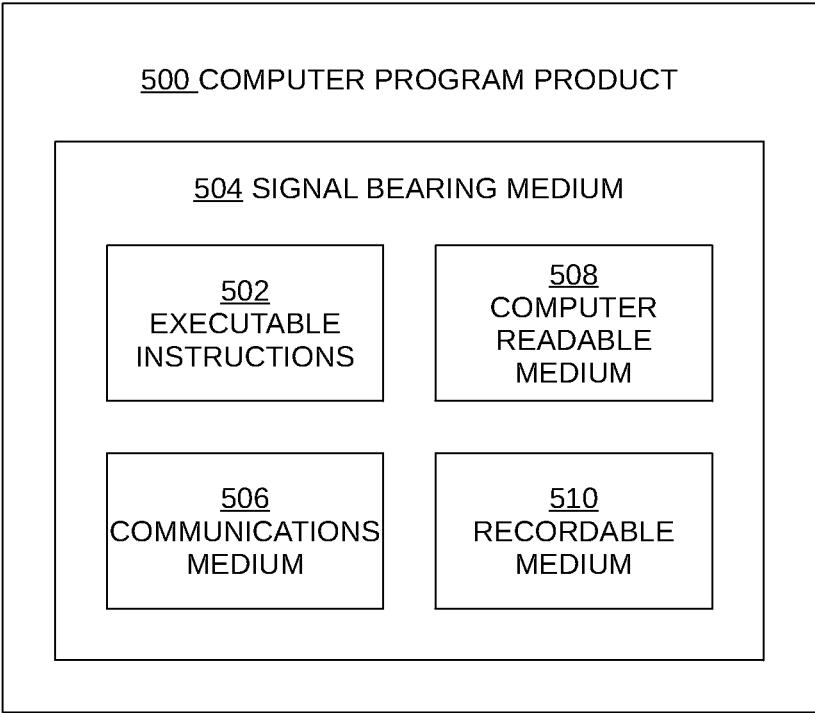 500 COMPUTER PROGRAM PRODUCT
504 SIGNAL BEARING MEDIUM
502
EXECUTABLE
INSTRUCTIONS
508
COMPUTER
READABLE
MEDIUM
506
COMMUNICATIONS
MEDIUM
510
RECORDABLE
MEDIUM